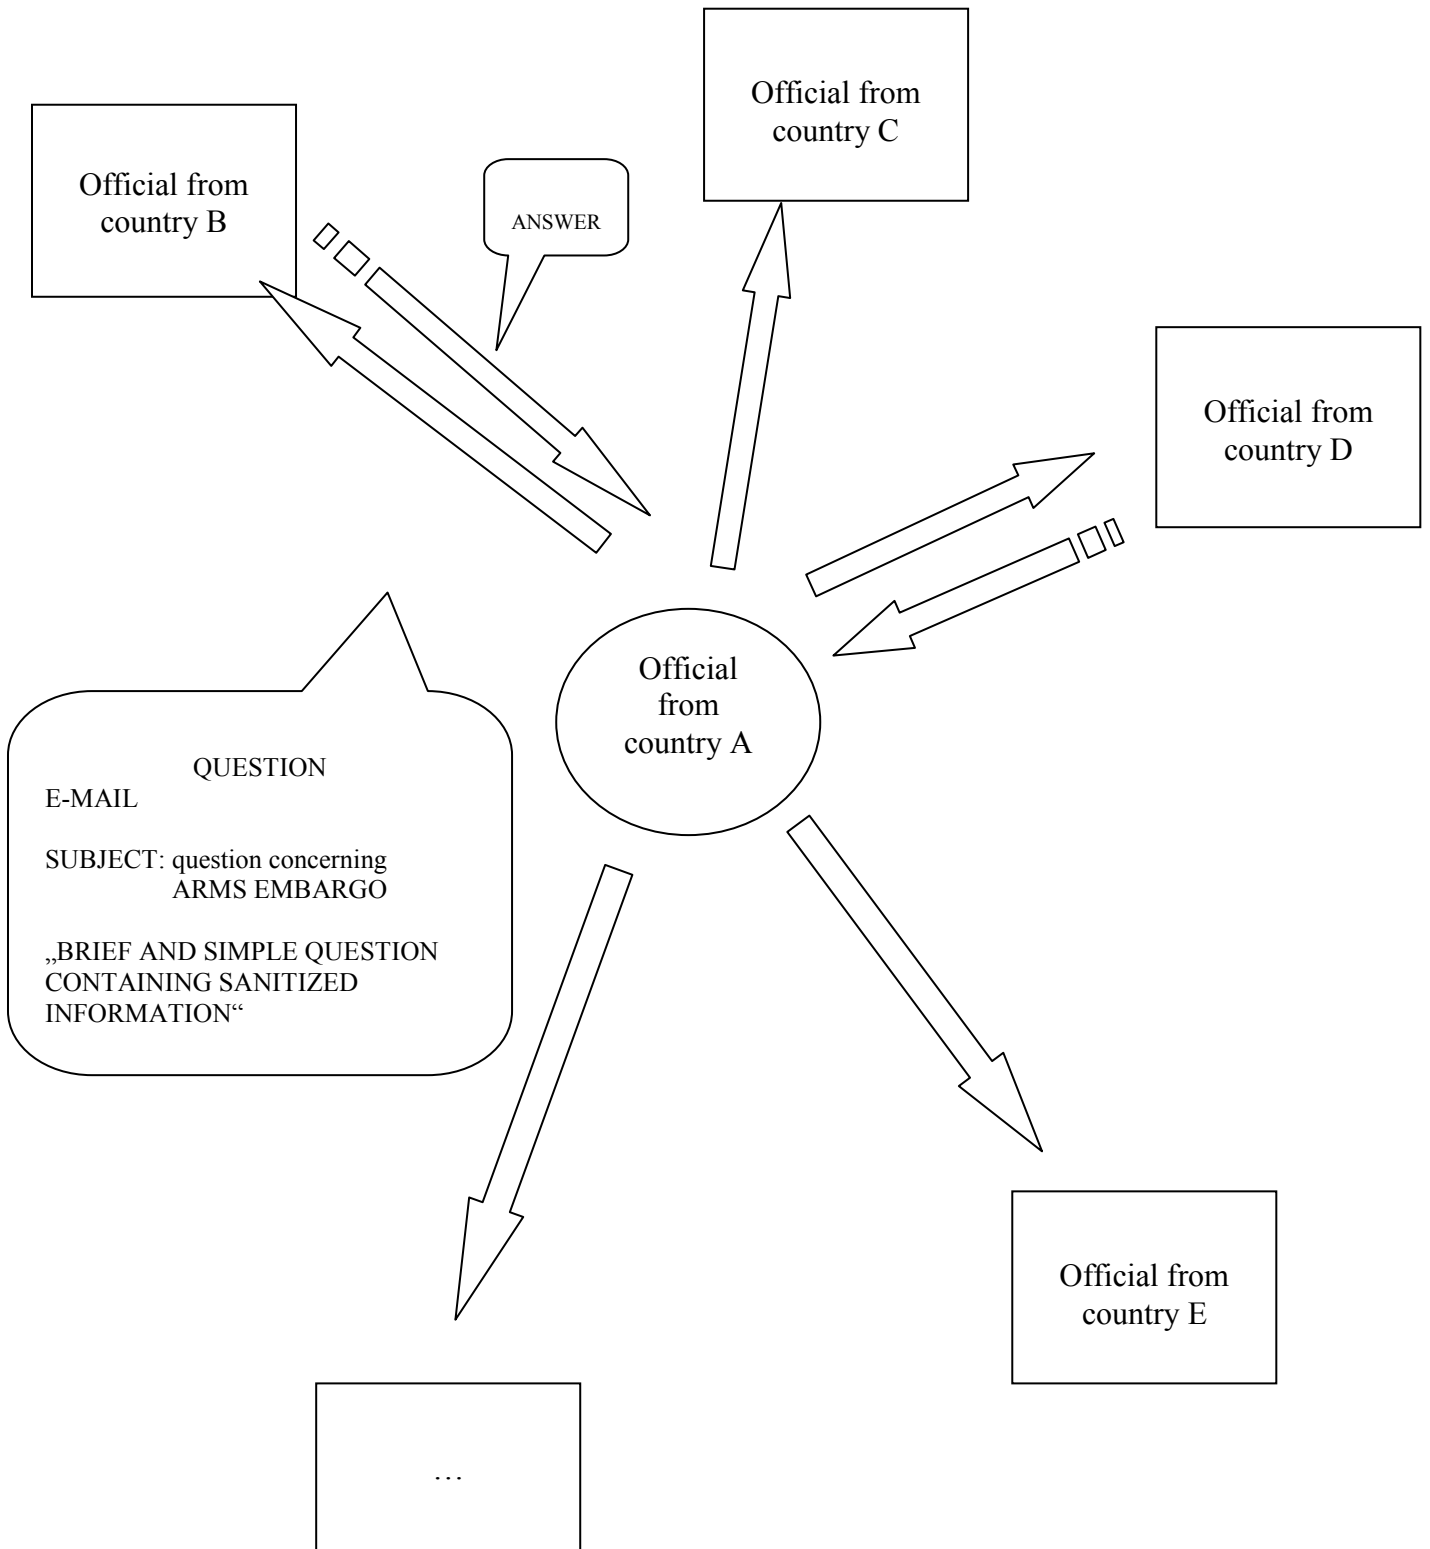 Official from
country C
Official from
country B
ANSWER
Official from
country D
Official
from
country A
QUESTION
E-MAIL
SUBJECT: question concerning
ARMS EMBARGO
„BRIEF AND SIMPLE QUESTION
CONTAINING SANITIZED
INFORMATION“
Official from
country E
…